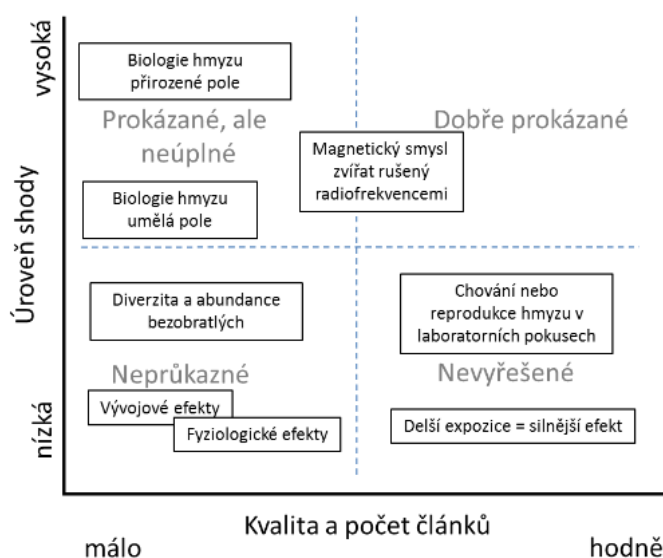 vysoká
Úroveň shody
nízká
Biologie hmyzu
přirozené pole
Prokázané, ale
neúplné
Biologie hmyzu
umělá pole
Dobře prokázané
Magnetický smysl
zvířat rušený
radiofrekvencemi
Diverzita a abundance
bezobratlých
Neprůkazné
Vývojové efekty
Fyziologické efekty
Chování nebo
reprodukce hmyzu v
laboratorních pokusech
Nevyřešené
Delší expozice = silnější efekt
Kvalita a počet článků
málo
hodně